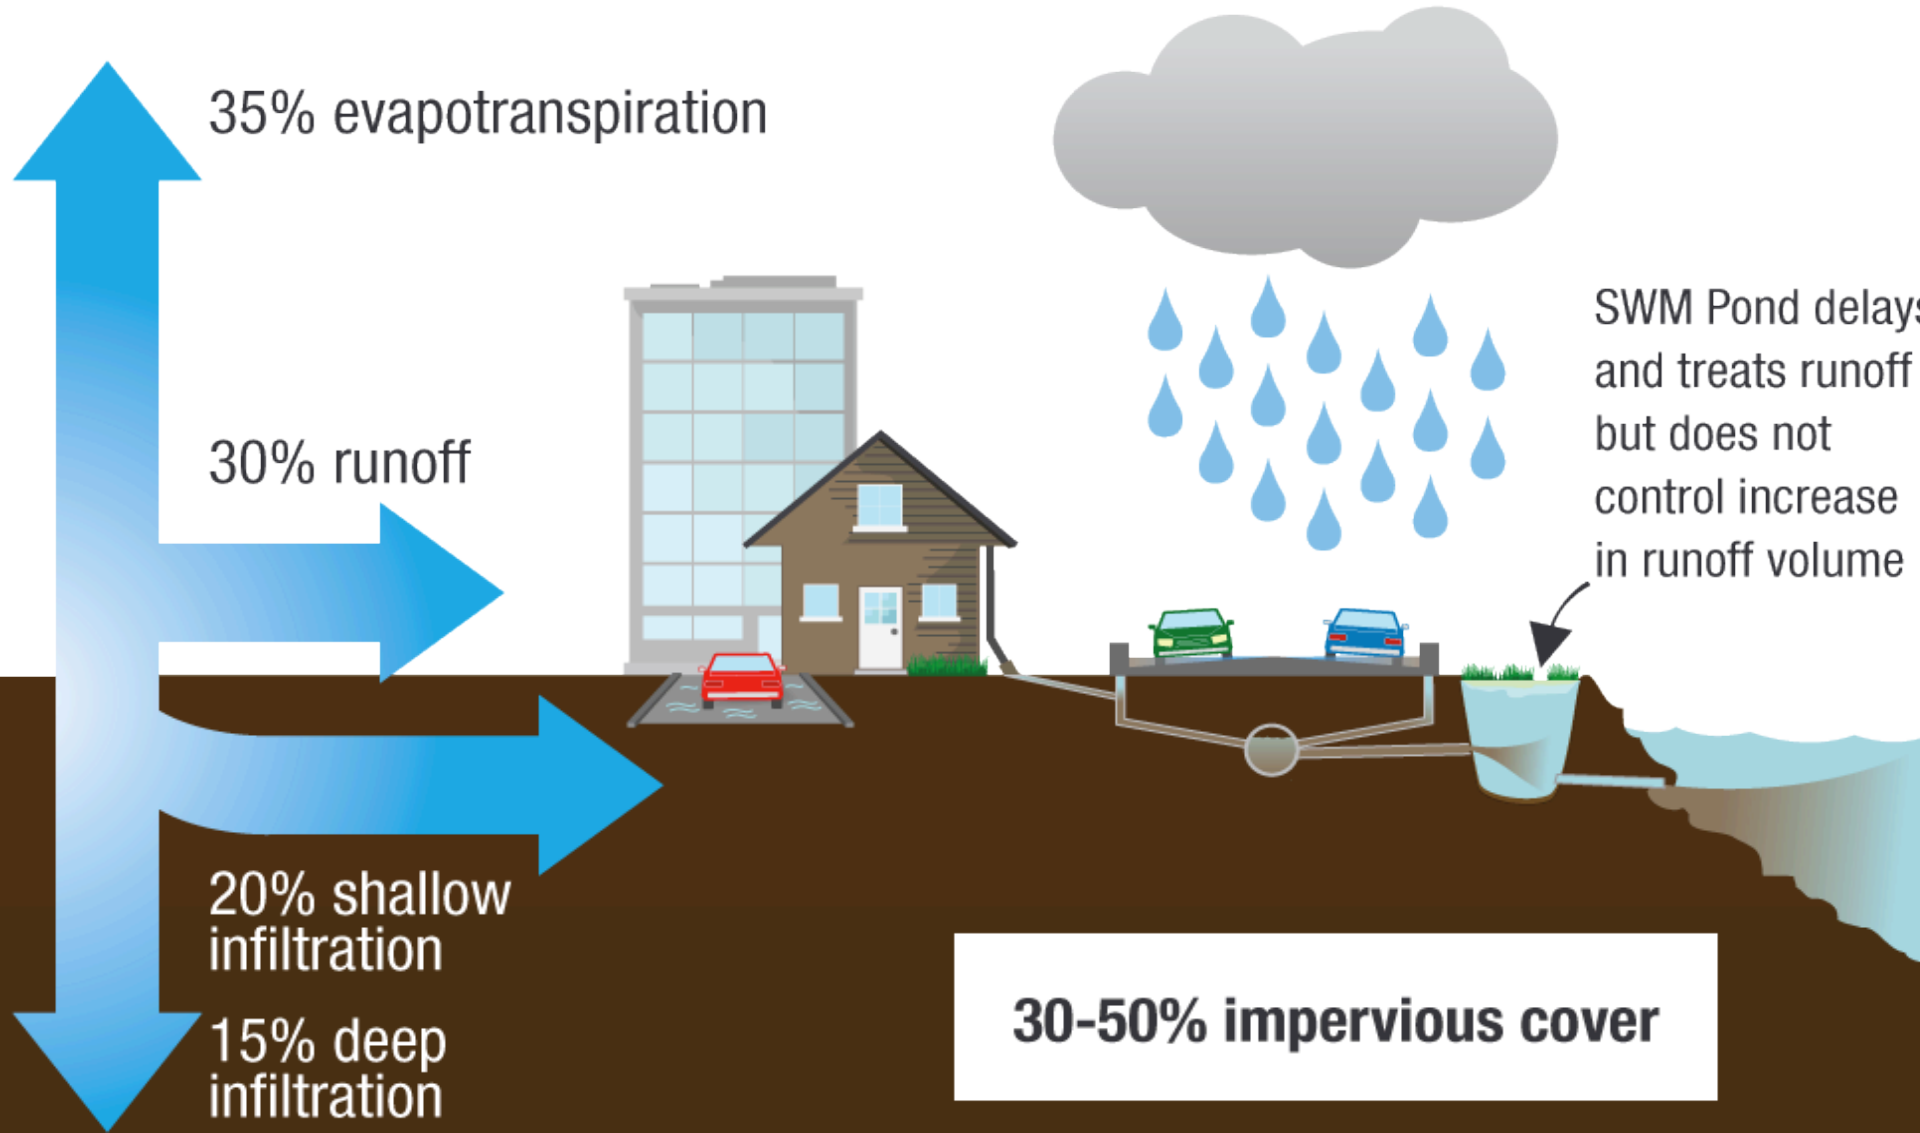 35% evapotranspiration
30% runoff
20% shallow
infiltration
15% deep
infiltration
SWM Pond delays
and treats runoff
but does not
control increase
in runoff volume
30-50% impervious cover